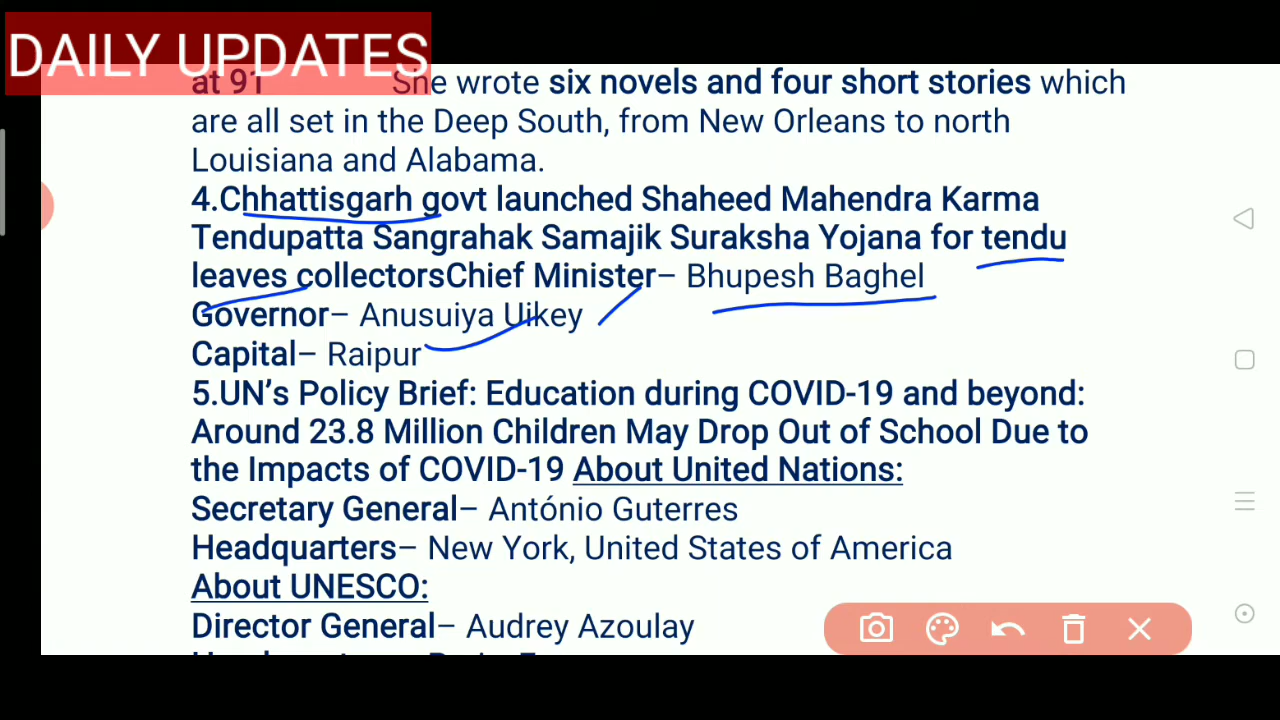 DAILY UPDATES
at 91 She wrote six novels and four short stories which
are all set in the Deep South, from New Orleans to north
Louisiana and Alabama.
4.Chhattisgarh govt launched Shaheed Mahendra Karma
Tendupatta Sangrahak Samajik Suraksha Yojana for tendu
leaves collectorsChief Minister– Bhupesh Baghel
Governor– Anusuiya Uikey
Capital– Raipur
5.UN’s Policy Brief: Education during COVID-19 and beyond:
Around 23.8 Million Children May Drop Out of School Due to
the Impacts of COVID-19 About United Nations:
Secretary General– António Guterres
Headquarters– New York, United States of America
About UNESCO:
Director General– Audrey Azoulay